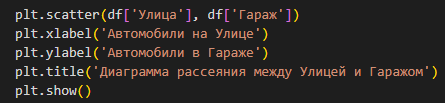 plt.scatter(df['Улица'], df['Гараж'])
plt.xlabel('Автомобили на Улице')
plt.ylabel('Автомобили в Гараже')
plt.title('Диаграмма рассеяния между Улицей и Гаражом')
plt.show()